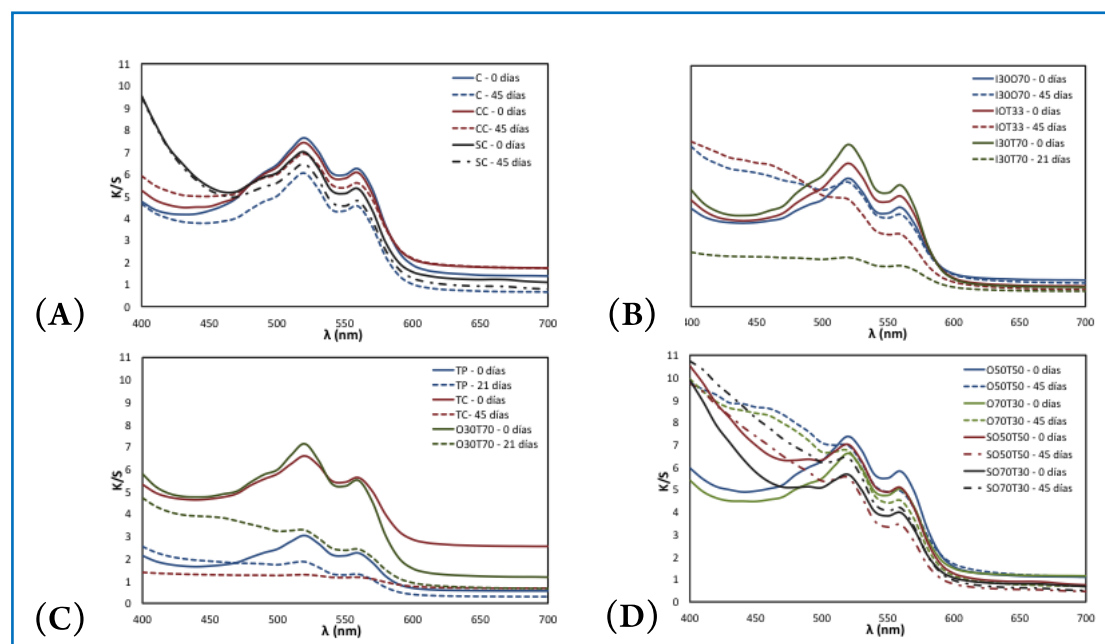 11
10
9
8
7
6
5
4
3
2
1
0
K/S
400 450 500 550 600 650 700
λ (nm)
C - 0 días
C - 45 días
CC - 0 días
CC- 45 días
SC - 0 días
SC - 45 días
(A)
I30O70 - 0 días
I30O70 - 45 días
IOT33 - 0 días
IOT33 - 45 días
I30T70 - 0 días
I30T70 - 21 días
400 450 500 550 600 650 700
λ (nm)
(B)
11
10
9
8
7
6
5
4
3
2
1
0
K/S
400 450 500 550 600 650 700
λ (nm)
TP - 0 días
TP - 21 días
TC - 0 días
TC- 45 días
O30T70 - 0 días
O30T70 - 21 días
(C)
11
10
9
8
7
6
5
4
3
2
1
0
K/S
400 450 500 550 600 650 700
λ (nm)
O50T50 - 0 días
O50T50 - 45 días
O70T30 - 0 días
O70T30 - 45 días
SO50T50 - 0 días
SO50T50 - 45 días
SO70T30 - 0 días
SO70T30 - 45 días
(D)